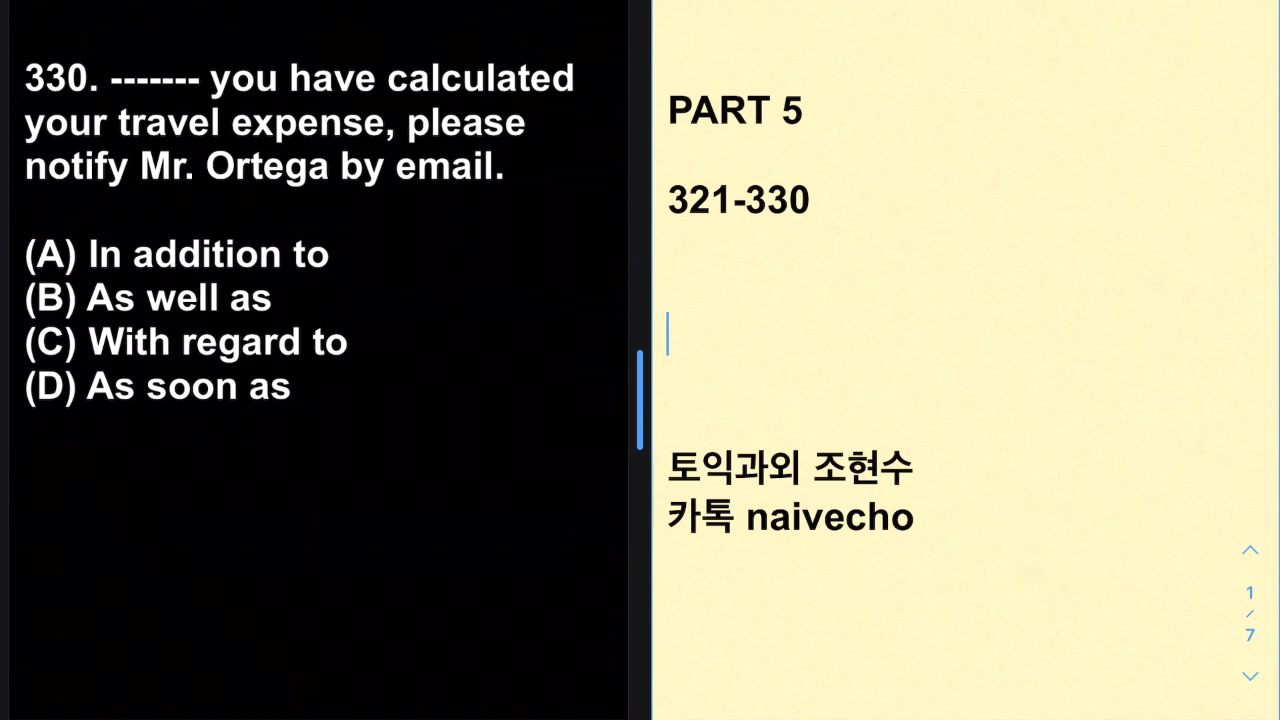 330. ------- you have calculated
your travel expense, please
notify Mr. Ortega by email.
(A) In addition to
(B) As well as
(C) With regard to
(D) As soon as
PART 5
321-330
토익과외 조현수
카톡 naivecho
1
/
7